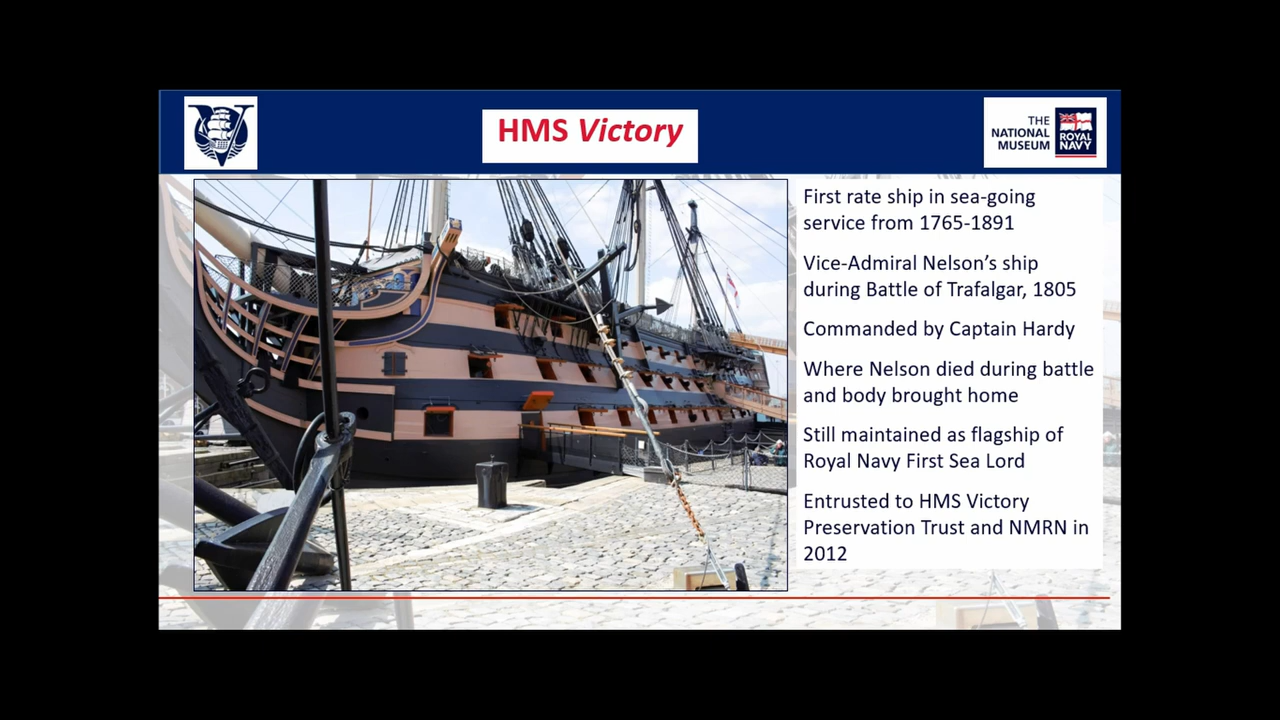 HMS Victory
THE
NATIONAL
MUSEUM
ROYAL
NAVY
First rate ship in sea-going
service from 1765-1891
Vice-Admiral Nelson’s ship
during Battle of Trafalgar, 1805
Commanded by Captain Hardy
Where Nelson died during battle
and body brought home
Still maintained as flagship of
Royal Navy First Sea Lord
Entrusted to HMS Victory
Preservation Trust and NMRN in
2012